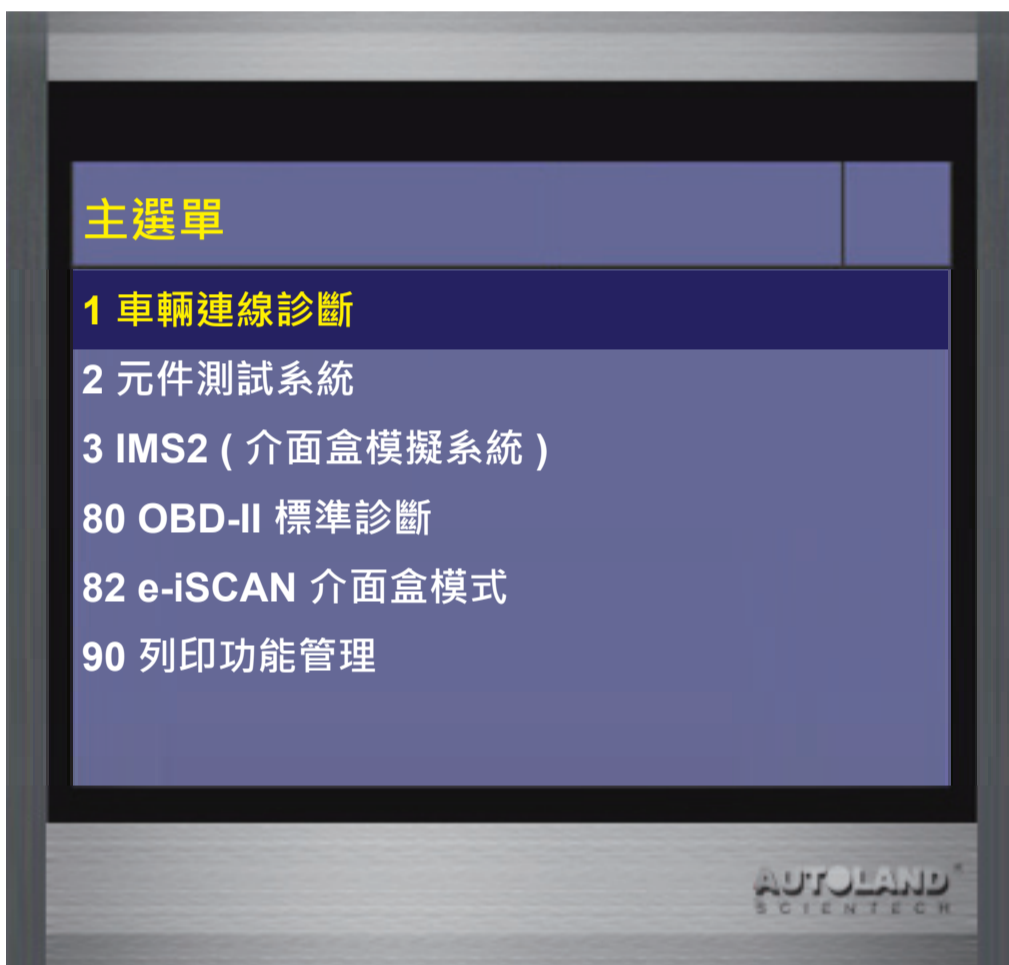 主選單
1 車輛連線診斷
2 元件測試系統
3 IMS2 ( 介面盒模擬系統 )
80 OBD-II 標準診斷
82 e-iSCAN 介面盒模式
90 列印功能管理
AUTOLAND
SCIENTECH